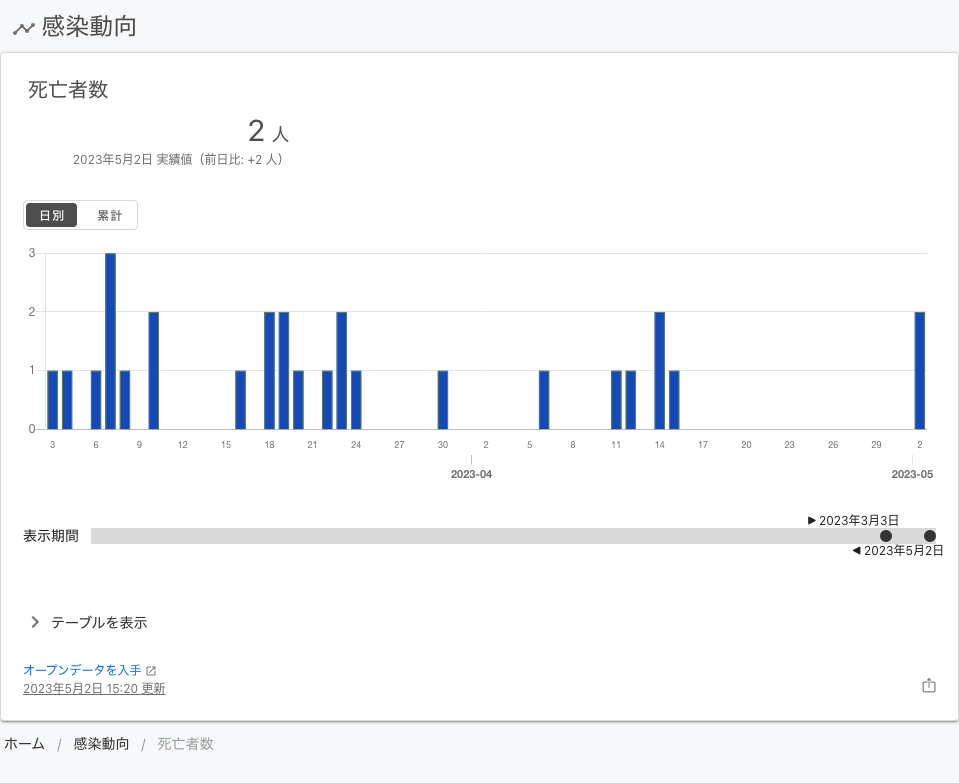 感染動向
死亡者数
2 人
2023年5月2日 実績値（前日比: +2 人）
日別 累計
3
2
1
0
3 6 9 12 15 18 21 24 27 30 2 5 8 11 14 17 20 23 26 29 2
2023-04 2023-05
▶ 2023年3月3日
表示期間
◀ 2023年5月2日
テーブルを表示
オープンデータを入手
2023年5月2日 15:20 更新
ホーム / 感染動向 / 死亡者数